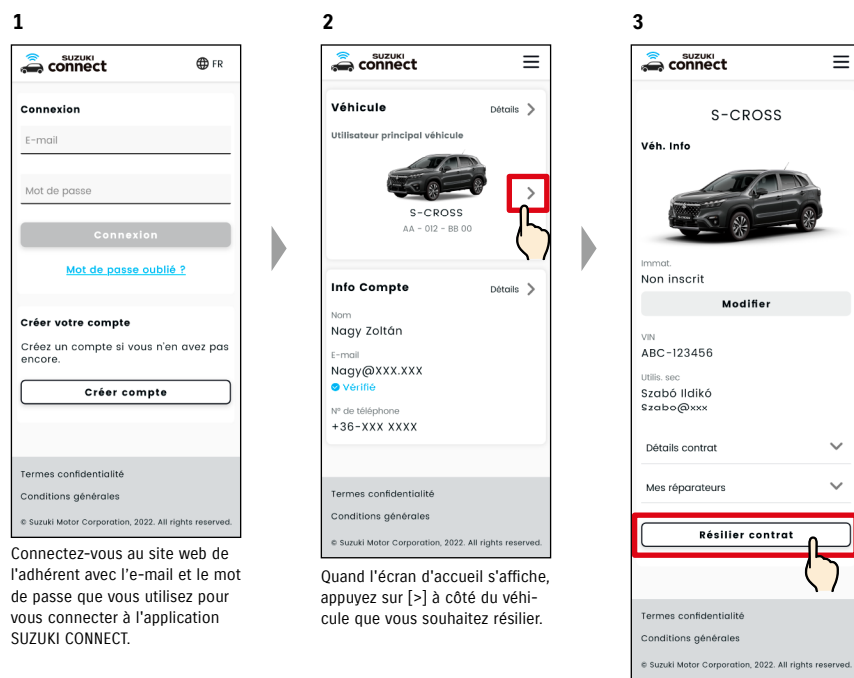 1
SUZUKI
connect
FR
Connexion
E-mail
Mot de passe
Connexion
Mot de passe oublié ?
Créer votre compte
Créez un compte si vous n'en avez pas
encore.
Créer compte
Termes confidentialité
Conditions générales
© Suzuki Motor Corporation, 2022. All rights reserved.
Connectez-vous au site web de
l'adhérent avec l'e-mail et le mot
de passe que vous utilisez pour
vous connecter à l'application
SUZUKI CONNECT.
2
SUZUKI
connect
Véhicule
Détails
Utilisateur principal véhicule
S-CROSS
AA - 012 - BB 00
Info Compte
Détails
Nom
Nagy Zoltán
E-mail
Nagy@XXX.XXX
Vérifié
N° de téléphone
+36-XXX XXXX
Termes confidentialité
Conditions générales
© Suzuki Motor Corporation, 2022. All rights reserved.
Quand l'écran d'accueil s'affiche,
appuyez sur [>] à côté du véhi-
cule que vous souhaitez résilier.
3
SUZUKI
connect
S-CROSS
Véh. Info
Immat.
Non inscrit
Modifier
VIN
ABC-123456
Utilis. sec
Szabó Ildikó
Szabo@xxx
Détails contrat
Mes réparateurs
Résilier contrat
Termes confidentialité
Conditions générales
© Suzuki Motor Corporation, 2022. All rights reserved.